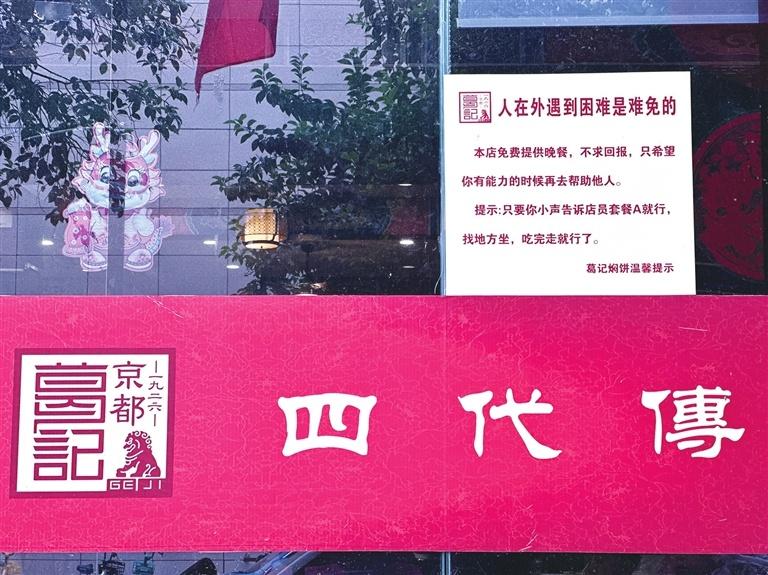 人在外遇到困难是难免的
本店免费提供晚餐，不求回报，只希望
你有能力的时候再去帮助他人。
提示:只要你小声告诉店员套餐A就行，
找地方坐，吃完走就行了。
葛记焖饼温馨提示
葛記
京都
一九二六
GEIJI
四代傳